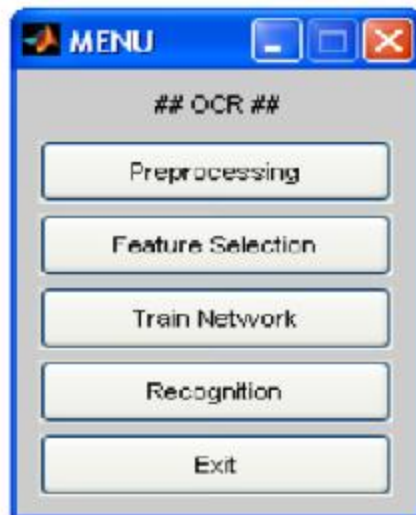 MENU
## OCR ##
Preprocessing
Feature Selection
Train Network
Recognition
Exit